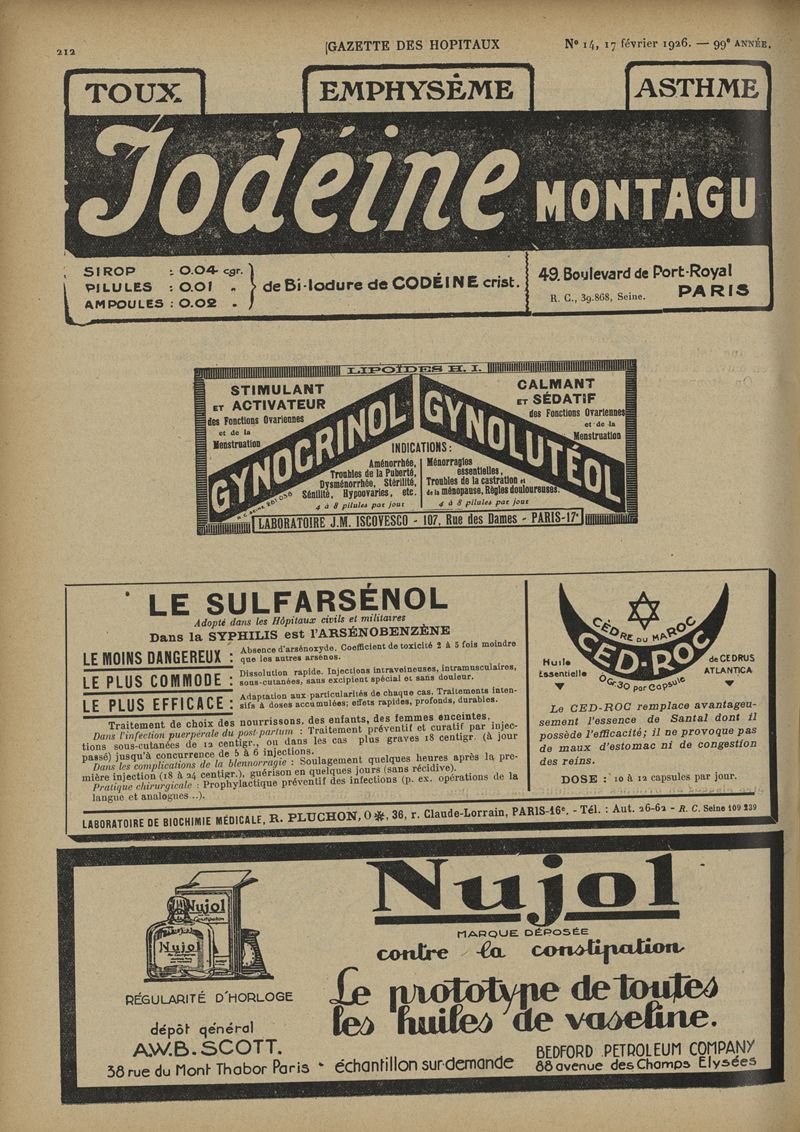 212
GAZETTE DES HOPITAUX
N° 14, 17 février 1926. — 99e ANNÉE.
TOUX.
EMPHYSÈME
ASTHME
Iodéine MONTAGU
SIROP : 0.04 cgr.
PILULES : 0.01 "
AMPOULES : 0.02 "
de Bi-Iodure de CODÉINE crist.
49, Boulevard de Port-Royal
R. C., 39.868, Seine. PARIS
LIPOÏDES H. I.
STIMULANT
ET ACTIVATEUR
des Fonctions Ovariennes
et de la
Menstruation
GYNOCRINOL
R. C. SEINE 281.036
CALMANT
ET SÉDATIF
des Fonctions Ovariennes
et de la
Menstruation
GYNOLUTÉOL
INDICATIONS :
Aménorrhée,
Troubles de la Puberté,
Dysménorrhée, Stérilité,
Sénilité, Hypoovaries, etc.
4 à 8 pilules par jour
Ménorragies
essentielles,
Troubles de la castration et
de la ménopause, Règles douloureuses.
4 à 8 pilules par jour
LABORATOIRE J.M. ISCOVESCO - 107, Rue des Dames - PARIS-17e
LE SULFARSÉNOL
Adopté dans les Hôpitaux civils et militaires
Dans la SYPHILIS est l'ARSÉNOBENZÈNE
LE MOINS DANGEREUX : Absence d'arsénoxyde. Coefficient de toxicité 2 à 5 fois moindre
que les autres arsénos.
LE PLUS COMMODE : Dissolution rapide. Injections intraveineuses, intramusculaires,
sous-cutanées, sans excipient spécial et sans douleur.
LE PLUS EFFICACE : Adaptation aux particularités de chaque cas. Traitements inten-
sifs à doses accumulées; effets rapides, profonds, durables.
Traitement de choix des nourrissons, des enfants, des femmes enceintes.
Dans l'infection puerpérale du post-partum : Traitement préventif et curatif par injec-
tions sous-cutanées de 12 centigr., ou dans les cas plus graves 18 centigr. (à jour
passé) jusqu'à concurrence de 5 à 6 injections.
Dans les complications de la blennorragie : Soulagement quelques heures après la pre-
mière injection (18 à 24 centigr.), guérison en quelques jours (sans récidive).
Pratique chirurgicale : Prophylactique préventif des infections (p. ex. opérations de la
langue et analogues...).
CÈDRE DU MAROC
CED-ROC
0Gr30 par Capsule
Huile
Essentielle
de CEDRUS
ATLANTICA
Le CED-ROC remplace avantageu-
sement l'essence de Santal dont il
possède l'efficacité; il ne provoque pas
de maux d'estomac ni de congestion
des reins.
DOSE : 10 à 12 capsules par jour.
LABORATOIRE DE BIOCHIMIE MÉDICALE, R. PLUCHON, O✻, 36, r. Claude-Lorrain, PARIS-16e. - Tél. : Aut. 26-62 - R. C. Seine 109 239
Nujol
Nujol
Nujol
MARQUE DÉPOSÉE
contre la constipation
RÉGULARITÉ D'HORLOGE
Le prototype de toutes
les huiles de vaseline.
dépôt général
A.W.B. SCOTT.
38 rue du Mont Thabor Paris
échantillon sur demande
BEDFORD PETROLEUM COMPANY
88 avenue des Champs Elysées